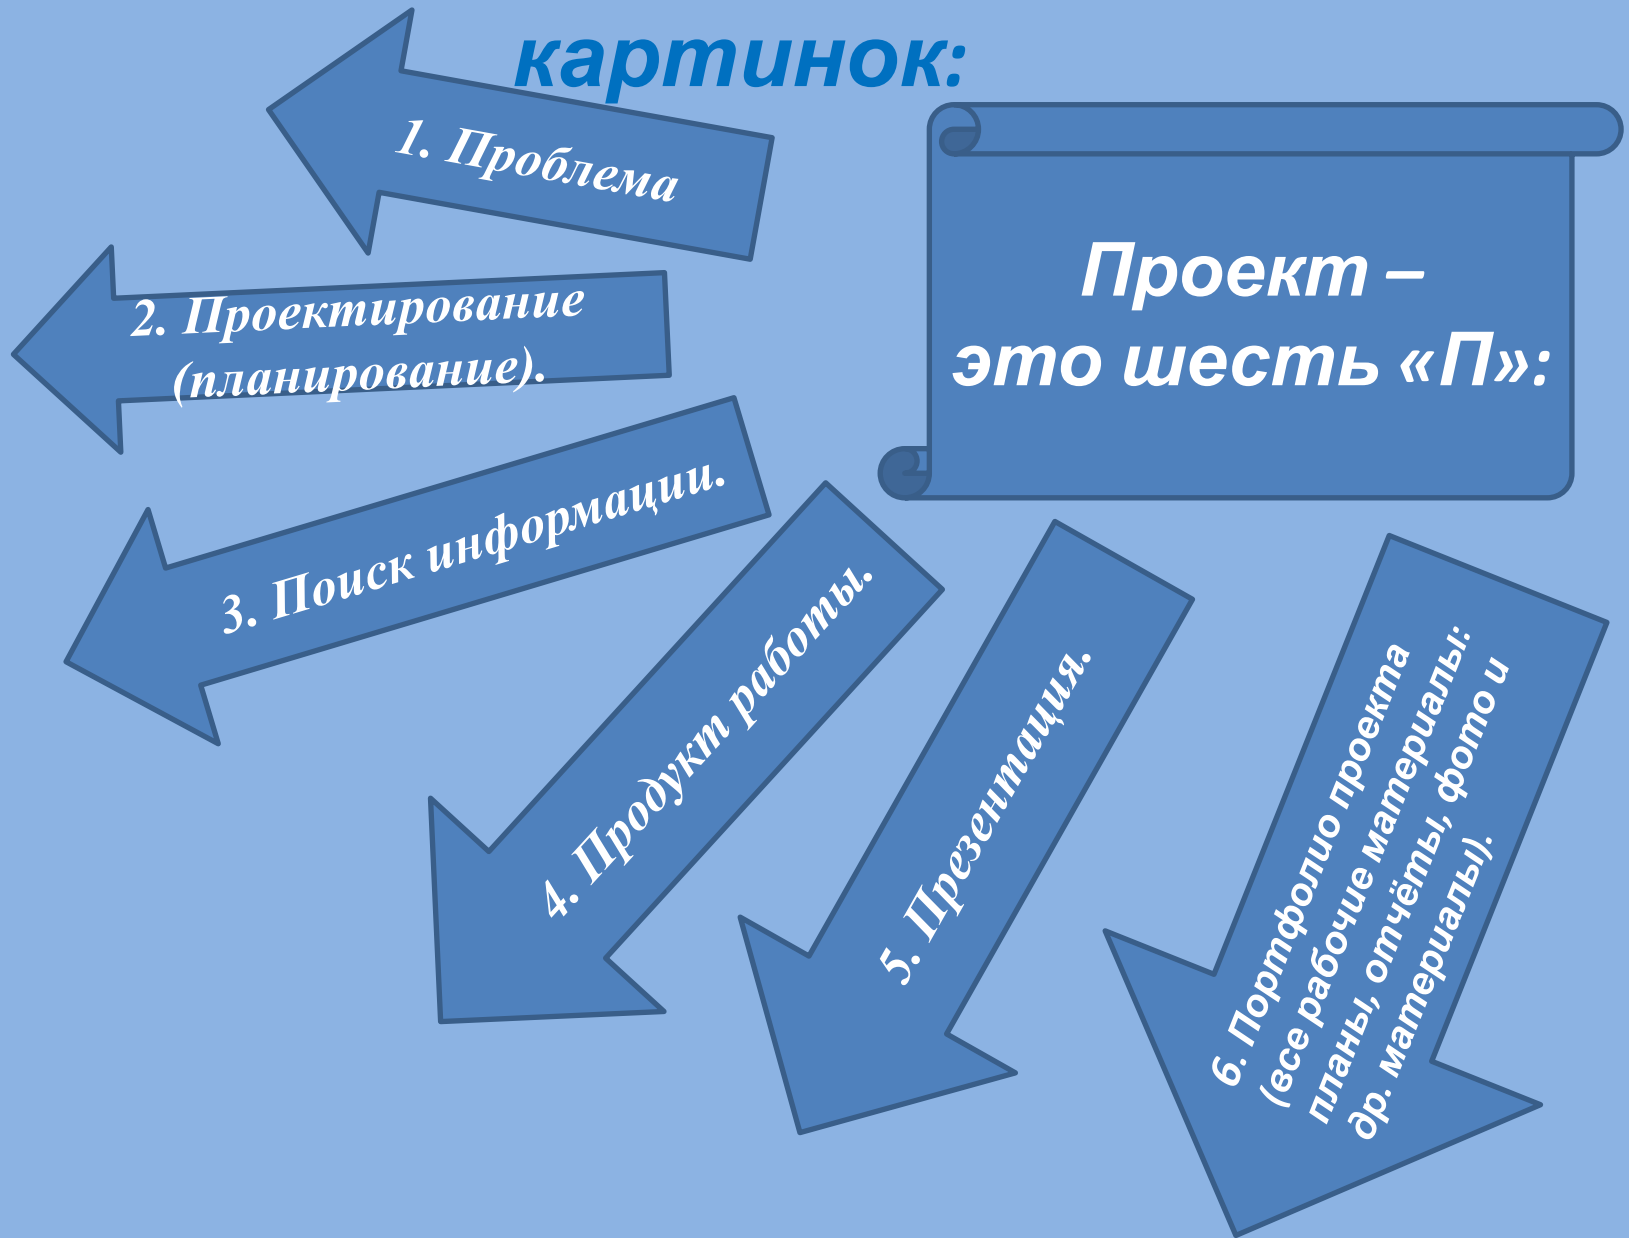 картинок:
Проект –
это шесть «П»:
1. Проблема
2. Проектирование
(планирование).
3. Поиск информации.
4. Продукт работы.
5. Презентация.
6. Портфолио проекта
(все рабочие материалы:
планы, отчёты, фото и
др. материалы).